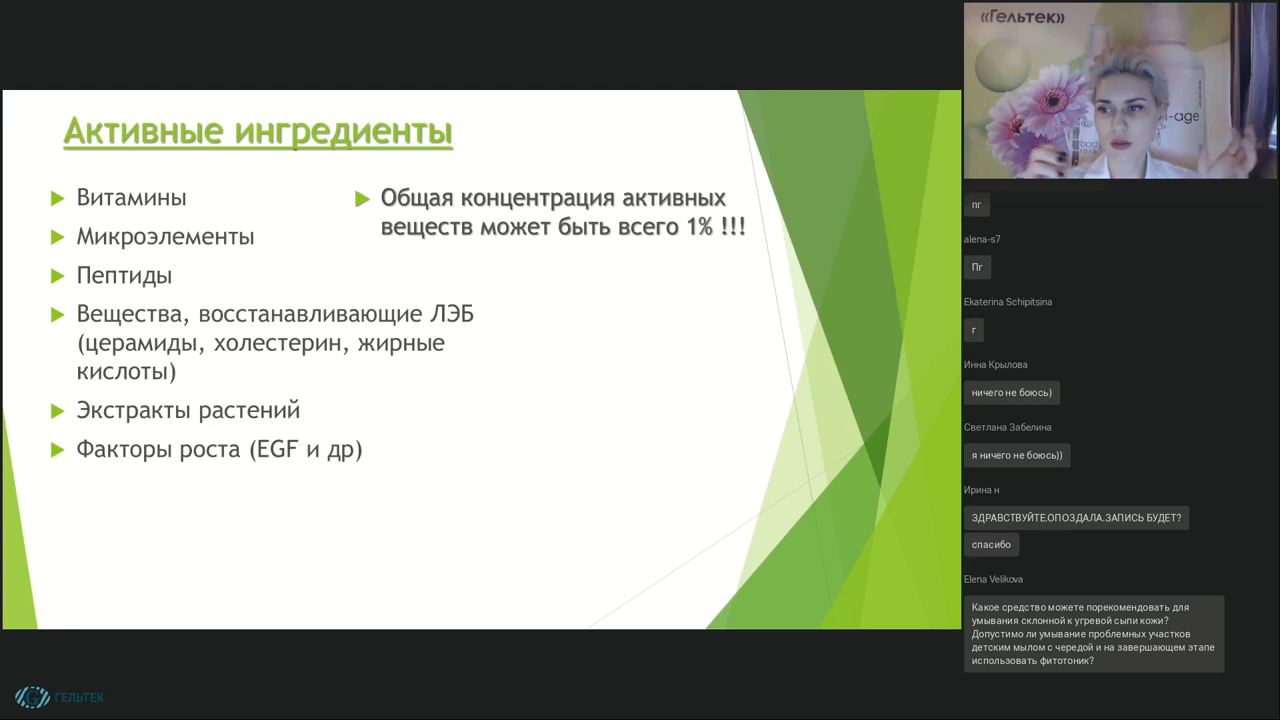 Активные ингредиенты
Витамины
Микроэлементы
Пептиды
Вещества, восстанавливающие ЛЭБ
(церамиды, холестерин, жирные
кислоты)
Экстракты растений
Факторы роста (EGF и др)
Общая концентрация активных
веществ может быть всего 1% !!!
ГЕЛЬТЕК
«Гельтек»
i-age
пг
alena-s7
Пг
Ekaterina Schipitsina
г
Инна Крылова
ничего не боюсь)
Светлана Забелина
я ничего не боюсь))
Ирина н
ЗДРАВСТВУЙТЕ.ОПОЗДАЛА.ЗАПИСЬ БУДЕТ?
спасибо
Elena Velikova
Какое средство можете порекомендовать для
умывания склонной к угревой сыпи кожи?
Допустимо ли умывание проблемных участков
детским мылом с чередой и на завершающем этапе
использовать фитотоник?